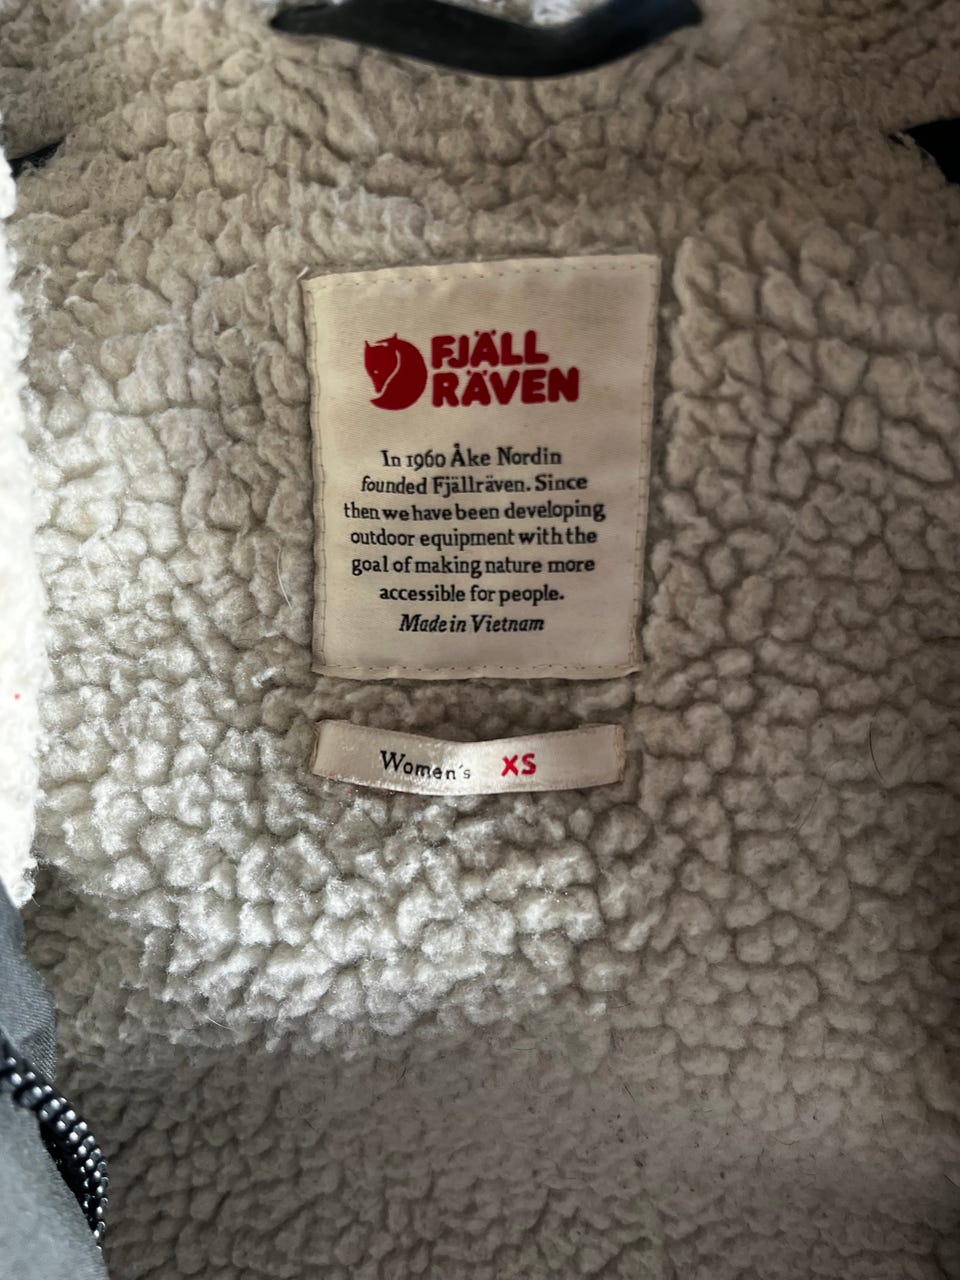 FJÄLL
RÄVEN
In 1960 Åke Nordin
founded Fjällräven. Since
then we have been developing
outdoor equipment with the
goal of making nature more
accessible for people.
Made in Vietnam
Women's XS